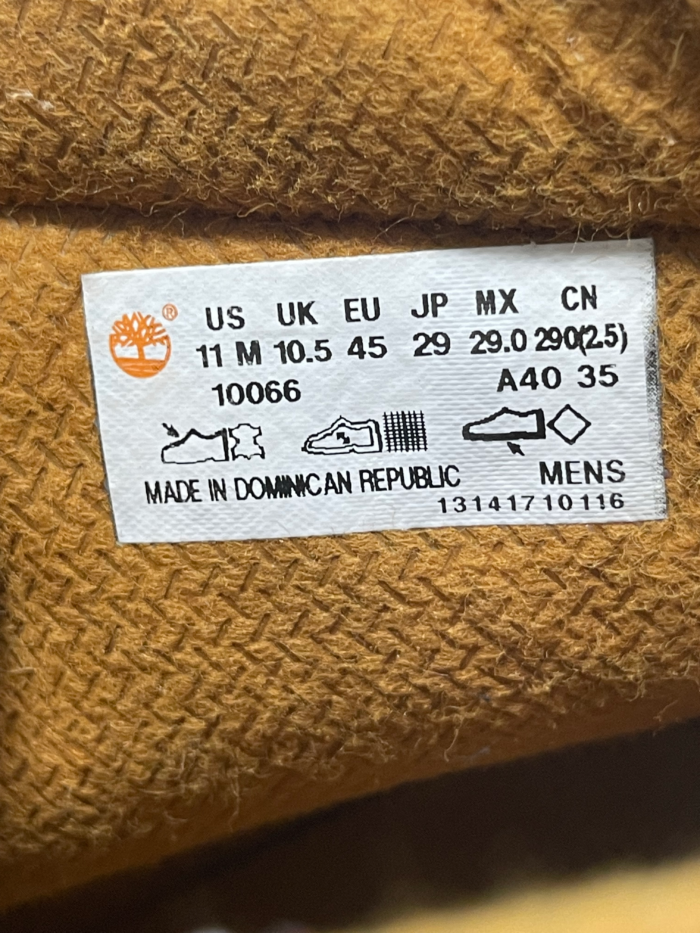 ®
US UK EU JP MX CN
11 M 10.5 45 29 29.0 290(2.5)
10066 A40 35
MADE IN DOMINICAN REPUBLIC MENS
13141710116